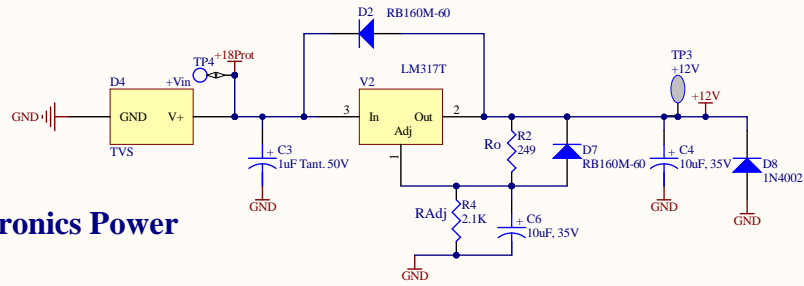 D2 RB160M-60
TP4
+18Prot
+Vin
D4
GND V+
TVS
GND
C3
1uF Tant. 50V
GND
V2
LM317T
3 In Out 2
Adj
1
Ro
R2
249
D7
RB160M-60
TP3
+12V
+12V
C4
10uF, 35V
GND
D8
1N4002
GND
RAdj
R4
2.1K
C6
10uF, 35V
GND
ronics Power